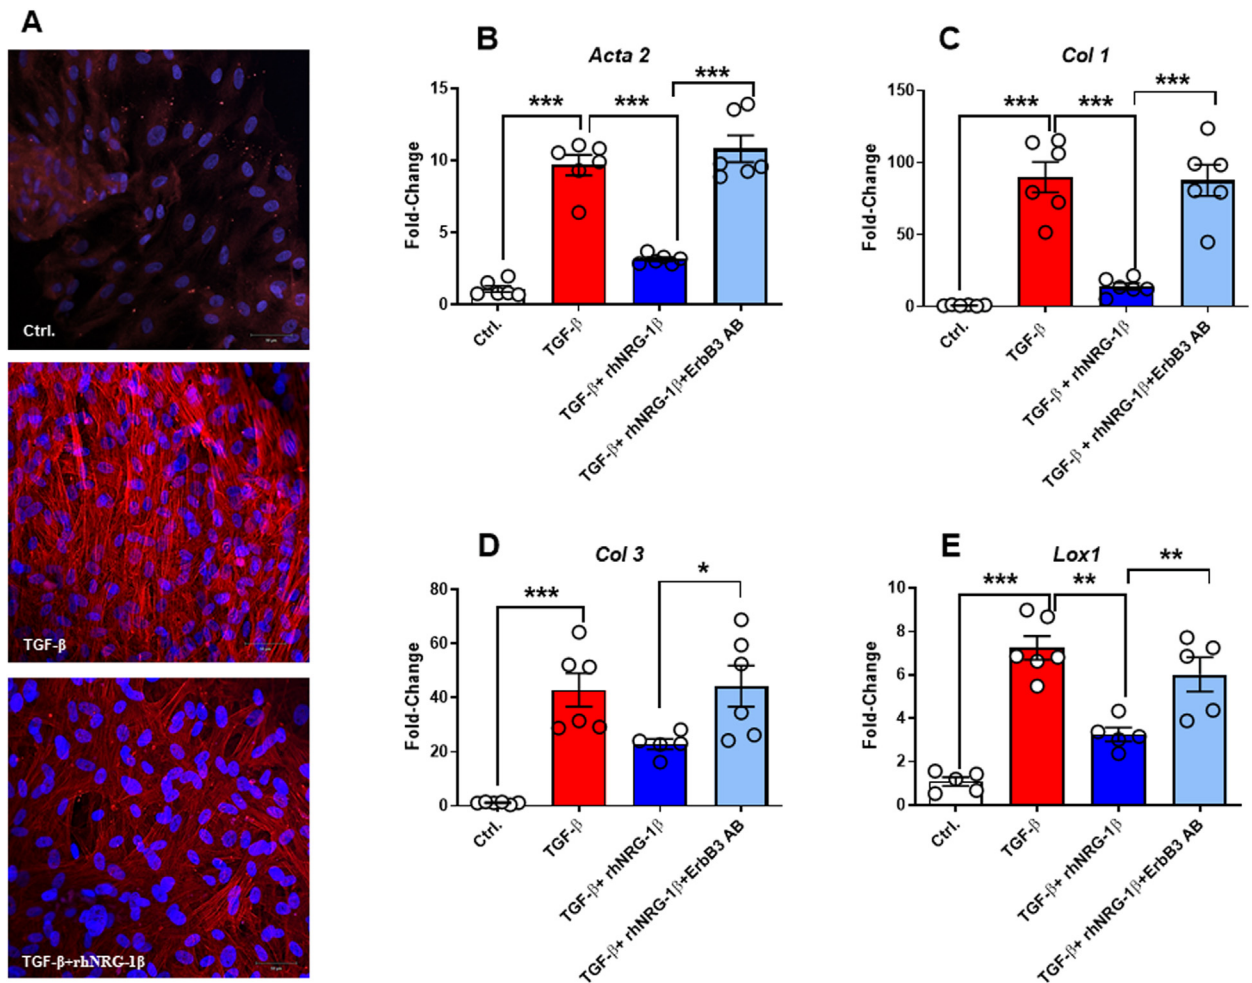 A
Ctrl.
TGF-β
TGF-β+rhNRG-1β
B
Acta 2
***
***
***
Fold-Change
15
10
5
0
Ctrl.
TGF-β
TGF-β+ rhNRG-1β
TGF-β+ rhNRG-1β+ErbB3 AB
C
Col 1
***
***
***
Fold-Change
150
100
50
0
Ctrl.
TGF-β
TGF-β + rhNRG-1β
TGF-β + rhNRG-1β+ErbB3 AB
D
Col 3
***
*
Fold-Change
80
60
40
20
0
Ctrl.
TGF-β
TGF-β+ rhNRG-1β
TGF-β+ rhNRG-1β+ErbB3 AB
E
Lox1
***
**
**
Fold-Change
10
8
6
4
2
0
Ctrl.
TGF-β
TGF-β+ rhNRG-1β
TGF-β+ rhNRG-1β+ErbB3 AB